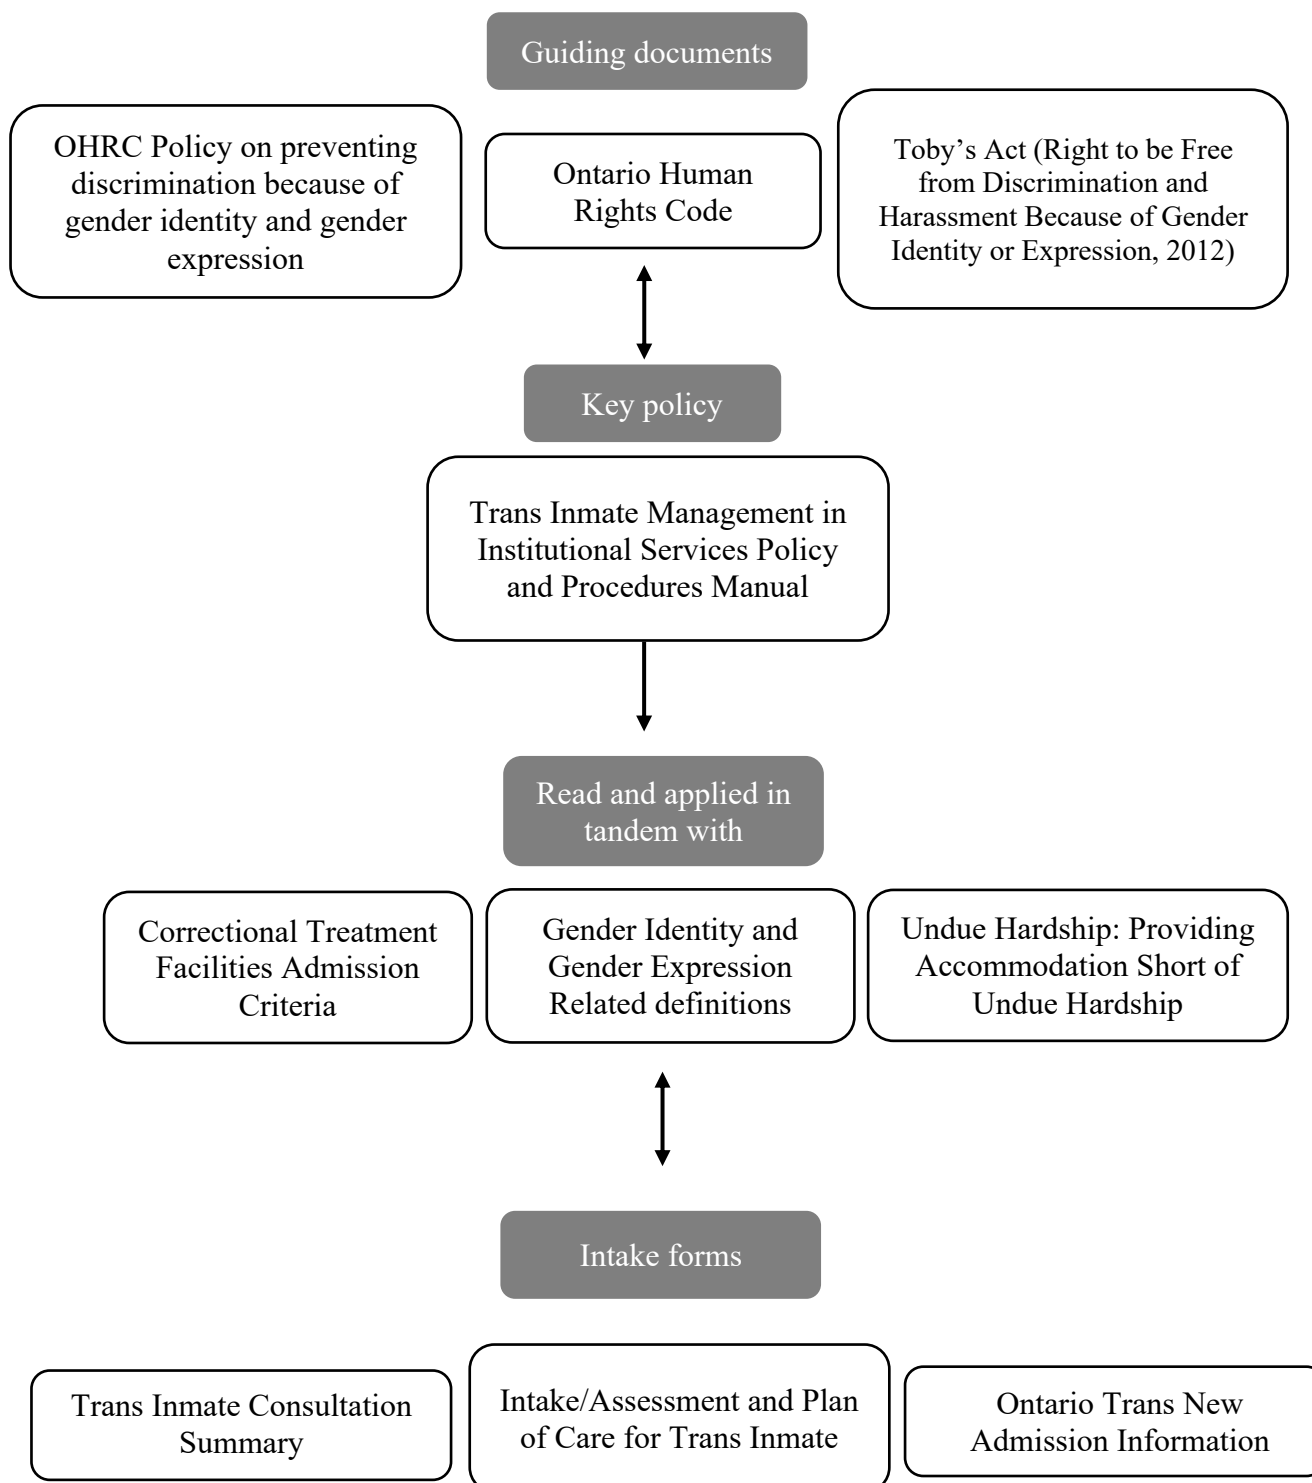 Guiding documents
OHRC Policy on preventing
discrimination because of
gender identity and gender
expression
Ontario Human
Rights Code
Toby’s Act (Right to be Free
from Discrimination and
Harassment Because of Gender
Identity or Expression, 2012)
Key policy
Trans Inmate Management in
Institutional Services Policy
and Procedures Manual
Read and applied in
tandem with
Correctional Treatment
Facilities Admission
Criteria
Gender Identity and
Gender Expression
Related definitions
Undue Hardship: Providing
Accommodation Short of
Undue Hardship
Intake forms
Trans Inmate Consultation
Summary
Intake/Assessment and Plan
of Care for Trans Inmate
Ontario Trans New
Admission Information